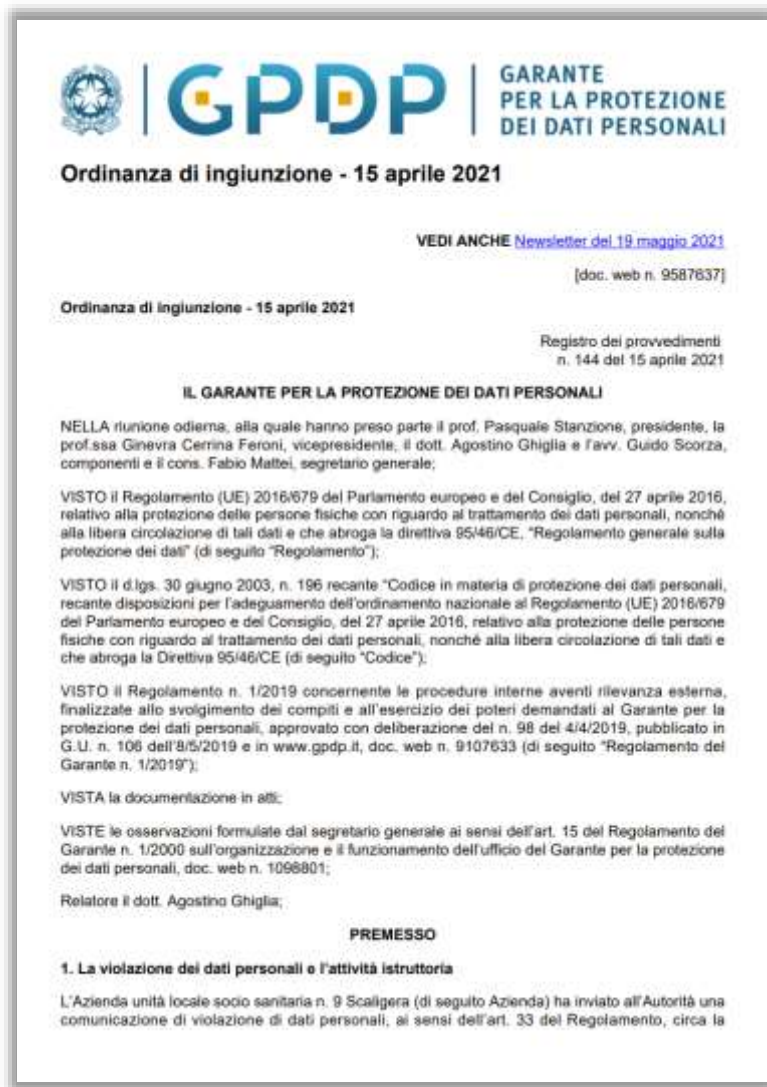 GPDP
GARANTE
PER LA PROTEZIONE
DEI DATI PERSONALI
Ordinanza di ingiunzione - 15 aprile 2021
VEDI ANCHE Newsletter del 19 maggio 2021
[doc. web n. 9587637]
Ordinanza di ingiunzione - 15 aprile 2021
Registro dei provvedimenti
n. 144 del 15 aprile 2021
IL GARANTE PER LA PROTEZIONE DEI DATI PERSONALI
NELLA riunione odierna, alla quale hanno preso parte il prof. Pasquale Stanzione, presidente, la
prof.ssa Ginevra Cerrina Feroni, vicepresidente, il dott. Agostino Ghiglia e l'avv. Guido Scorza,
componenti e il cons. Fabio Mattei, segretario generale;
VISTO il Regolamento (UE) 2016/679 del Parlamento europeo e del Consiglio, del 27 aprile 2016,
relativo alla protezione delle persone fisiche con riguardo al trattamento dei dati personali, nonché
alla libera circolazione di tali dati e che abroga la direttiva 95/46/CE, "Regolamento generale sulla
protezione dei dati" (di seguito "Regolamento");
VISTO il d.lgs. 30 giugno 2003, n. 196 recante "Codice in materia di protezione dei dati personali,
recante disposizioni per l'adeguamento dell'ordinamento nazionale al Regolamento (UE) 2016/679
del Parlamento europeo e del Consiglio, del 27 aprile 2016, relativo alla protezione delle persone
fisiche con riguardo al trattamento dei dati personali, nonché alla libera circolazione di tali dati e
che abroga la Direttiva 95/46/CE (di seguito "Codice");
VISTO il Regolamento n. 1/2019 concernente le procedure interne aventi rilevanza esterna,
finalizzate allo svolgimento dei compiti e all'esercizio dei poteri demandati al Garante per la
protezione dei dati personali, approvato con deliberazione del n. 98 del 4/4/2019, pubblicato in
G.U. n. 106 dell'8/5/2019 e in www.gpdp.it, doc. web n. 9107633 (di seguito "Regolamento del
Garante n. 1/2019");
VISTA la documentazione in atti;
VISTE le osservazioni formulate dal segretario generale ai sensi dell'art. 15 del Regolamento del
Garante n. 1/2000 sull'organizzazione e il funzionamento dell'ufficio del Garante per la protezione
dei dati personali, doc. web n. 1098801;
Relatore il dott. Agostino Ghiglia;
PREMESSO
1. La violazione dei dati personali e l'attività istruttoria
L'Azienda unità locale socio sanitaria n. 9 Scaligera (di seguito Azienda) ha inviato all'Autorità una
comunicazione di violazione di dati personali, ai sensi dell'art. 33 del Regolamento, circa la